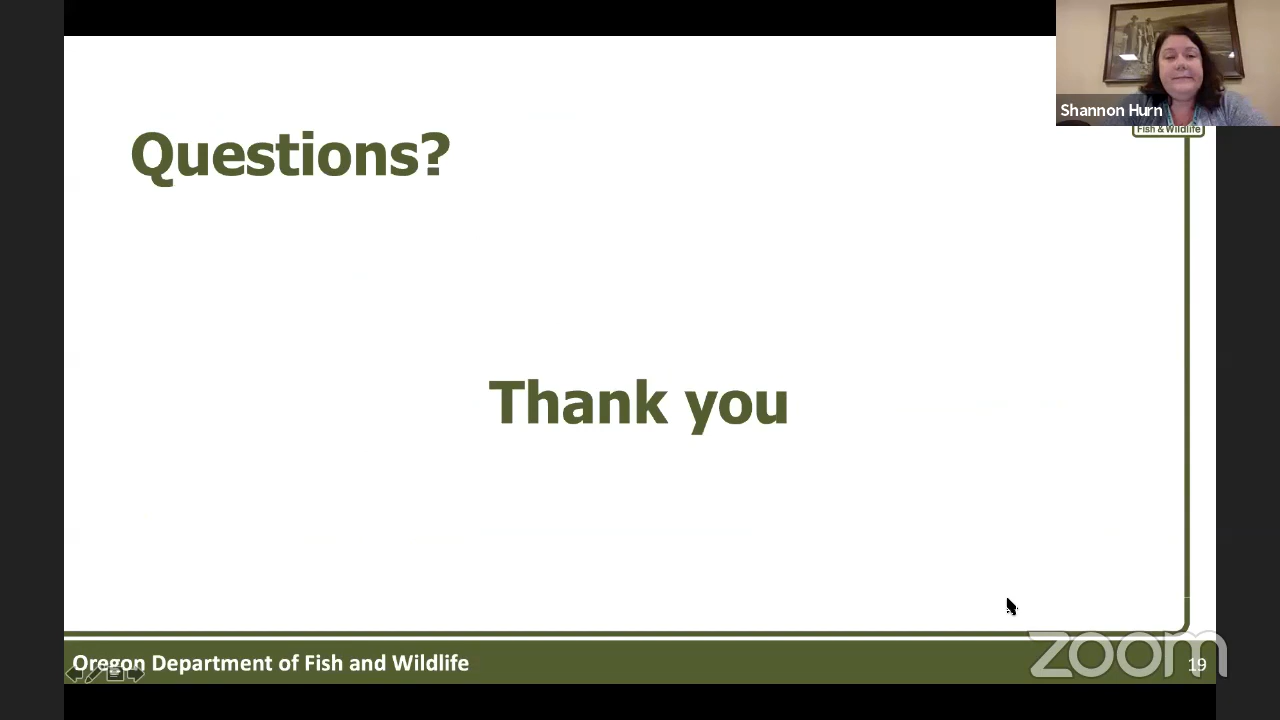 Shannon Hurn
Fish & Wildlife
Questions?
Thank you
Oregon Department of Fish and Wildlife
zoom
19